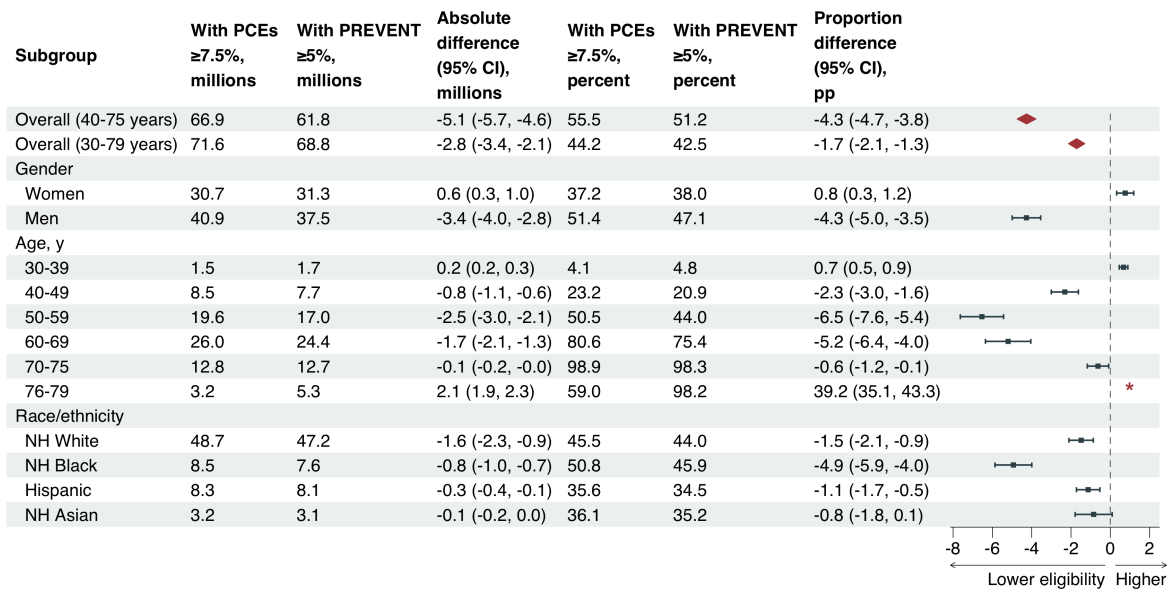 Subgroup
With PCEs ≥7.5%, millions
With PREVENT ≥5%, millions
Absolute difference (95% CI), millions
With PCEs ≥7.5%, percent
With PREVENT ≥5%, percent
Proportion difference (95% CI), pp
Overall (40-75 years) 66.9 61.8 -5.1 (-5.7, -4.6) 55.5 51.2 -4.3 (-4.7, -3.8)
Overall (30-79 years) 71.6 68.8 -2.8 (-3.4, -2.1) 44.2 42.5 -1.7 (-2.1, -1.3)
Gender
Women 30.7 31.3 0.6 (0.3, 1.0) 37.2 38.0 0.8 (0.3, 1.2)
Men 40.9 37.5 -3.4 (-4.0, -2.8) 51.4 47.1 -4.3 (-5.0, -3.5)
Age, y
30-39 1.5 1.7 0.2 (0.2, 0.3) 4.1 4.8 0.7 (0.5, 0.9)
40-49 8.5 7.7 -0.8 (-1.1, -0.6) 23.2 20.9 -2.3 (-3.0, -1.6)
50-59 19.6 17.0 -2.5 (-3.0, -2.1) 50.5 44.0 -6.5 (-7.6, -5.4)
60-69 26.0 24.4 -1.7 (-2.1, -1.3) 80.6 75.4 -5.2 (-6.4, -4.0)
70-75 12.8 12.7 -0.1 (-0.2, -0.0) 98.9 98.3 -0.6 (-1.2, -0.1)
76-79 3.2 5.3 2.1 (1.9, 2.3) 59.0 98.2 39.2 (35.1, 43.3) *
Race/ethnicity
NH White 48.7 47.2 -1.6 (-2.3, -0.9) 45.5 44.0 -1.5 (-2.1, -0.9)
NH Black 8.5 7.6 -0.8 (-1.0, -0.7) 50.8 45.9 -4.9 (-5.9, -4.0)
Hispanic 8.3 8.1 -0.3 (-0.4, -0.1) 35.6 34.5 -1.1 (-1.7, -0.5)
NH Asian 3.2 3.1 -0.1 (-0.2, 0.0) 36.1 35.2 -0.8 (-1.8, 0.1)
-8 -6 -4 -2 0 2
Lower eligibility Higher